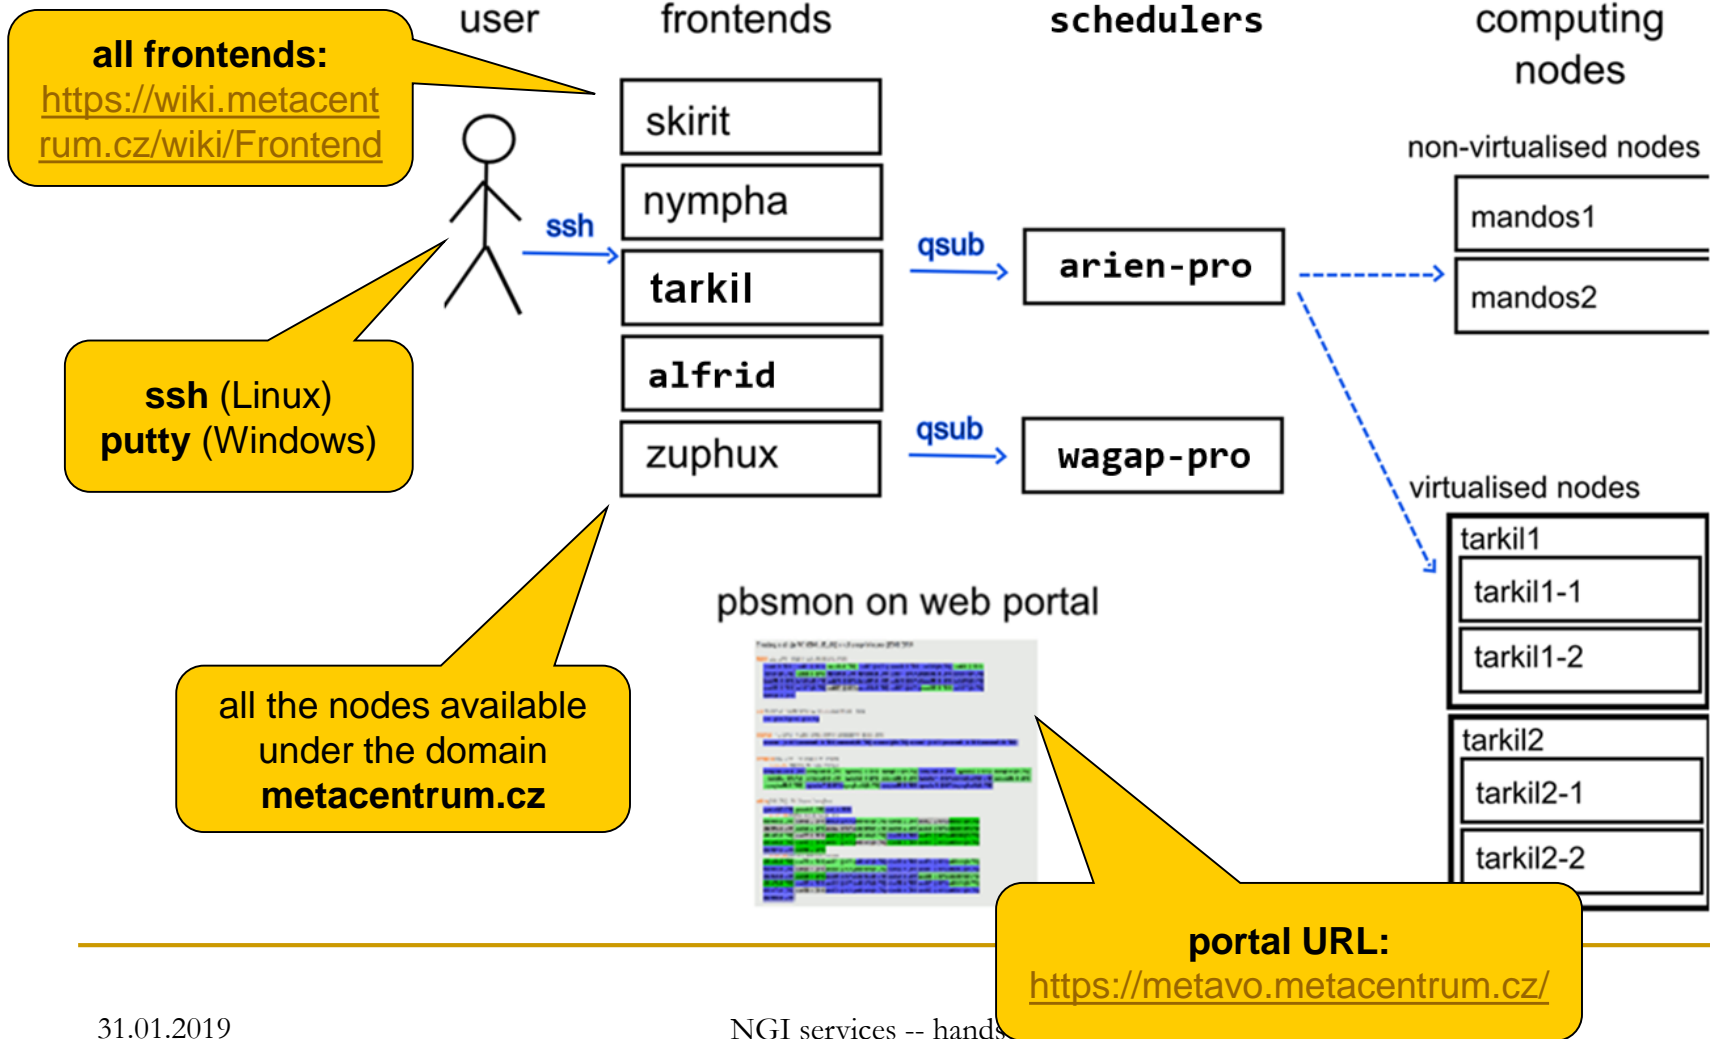 user
frontends
schedulers
computing
nodes
all frontends:
https://wiki.metacent
rum.cz/wiki/Frontend
skirit
nympha
tarkil
alfrid
zuphux
ssh
qsub
qsub
arien-pro
wagap-pro
non-virtualised nodes
mandos1
mandos2
ssh (Linux)
putty (Windows)
virtualised nodes
tarkil1
tarkil1-1
tarkil1-2
tarkil2
tarkil2-1
tarkil2-2
pbsmon on web portal
all the nodes available
under the domain
metacentrum.cz
portal URL:
https://metavo.metacentrum.cz/
31.01.2019
NGI services -- hands